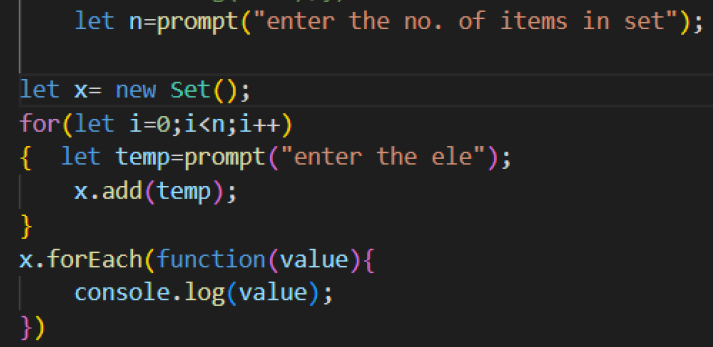 let n=prompt("enter the no. of items in set");
let x= new Set();
for(let i=0;i<n;i++)
{  let temp=prompt("enter the ele");
x.add(temp);
}
x.forEach(function(value){
console.log(value);
})